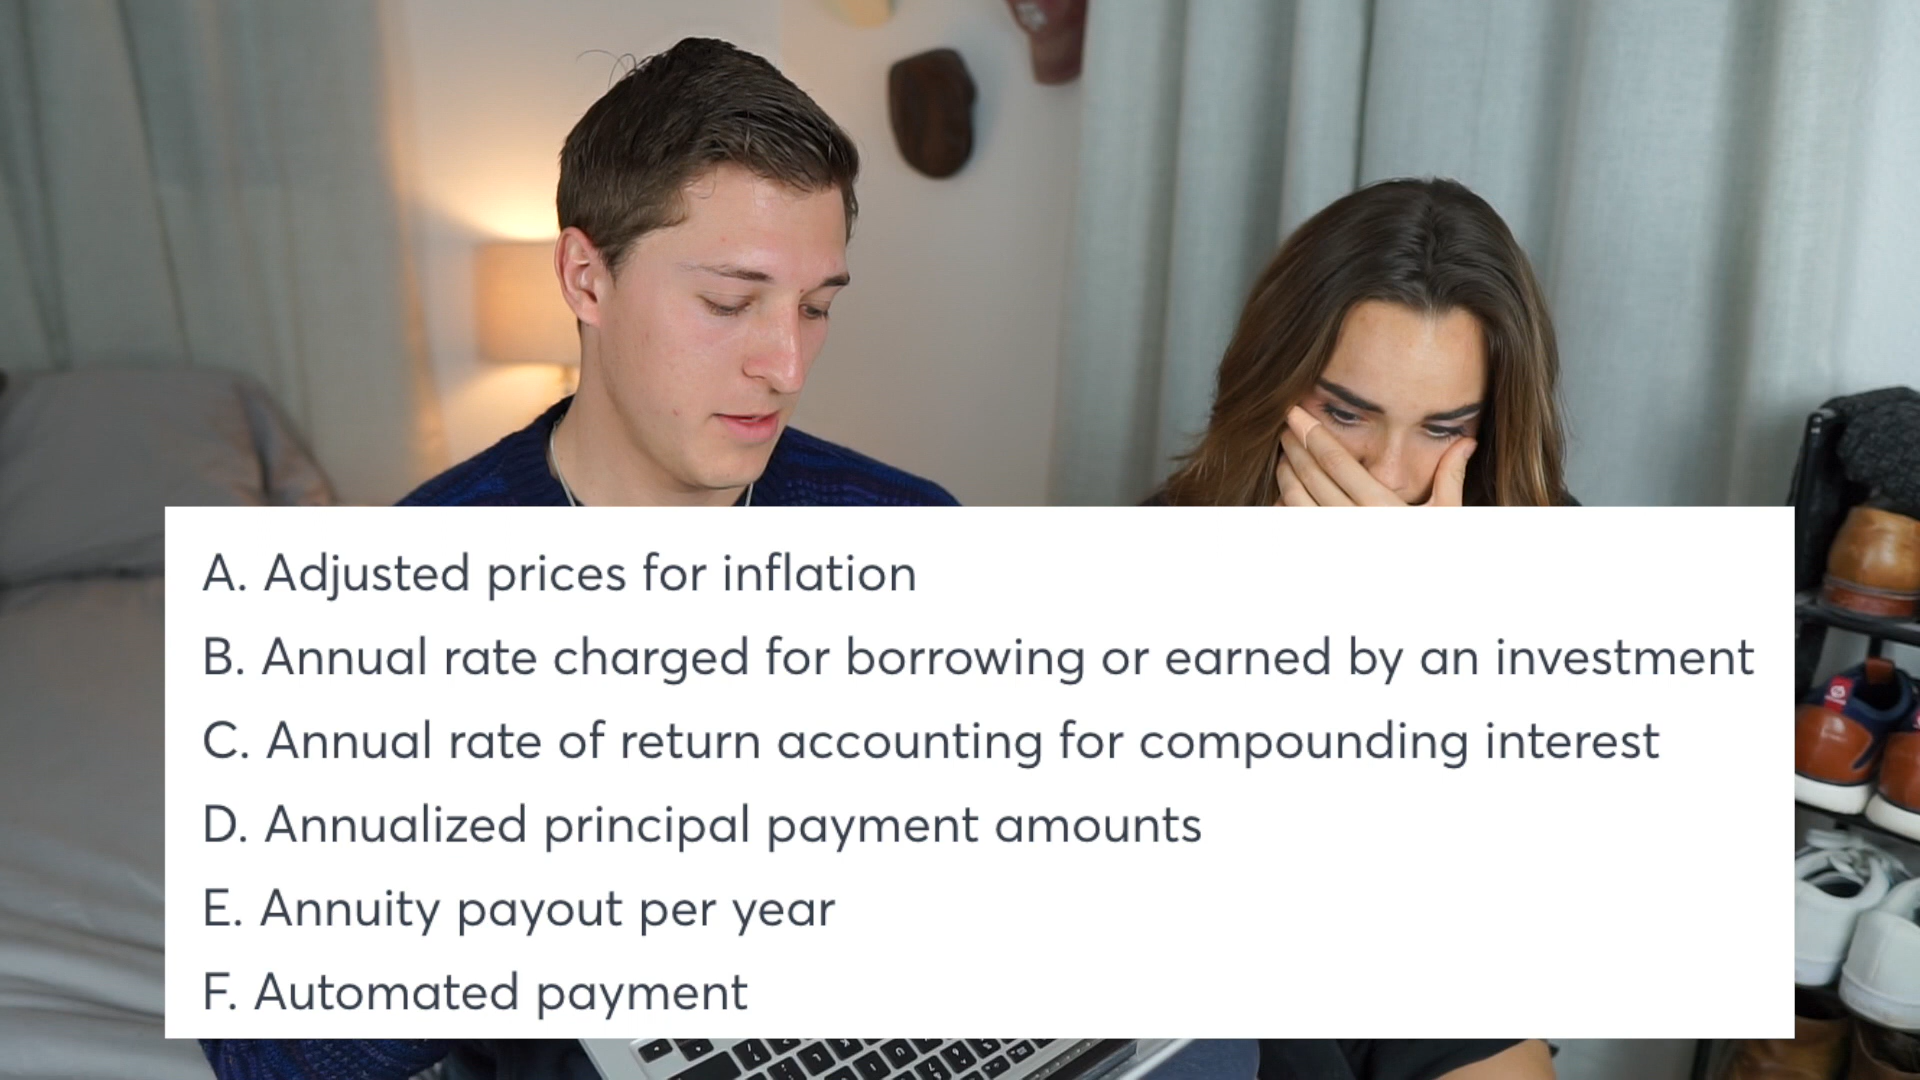 A. Adjusted prices for inflation
B. Annual rate charged for borrowing or earned by an investment
C. Annual rate of return accounting for compounding interest
D. Annualized principal payment amounts
E. Annuity payout per year
F. Automated payment